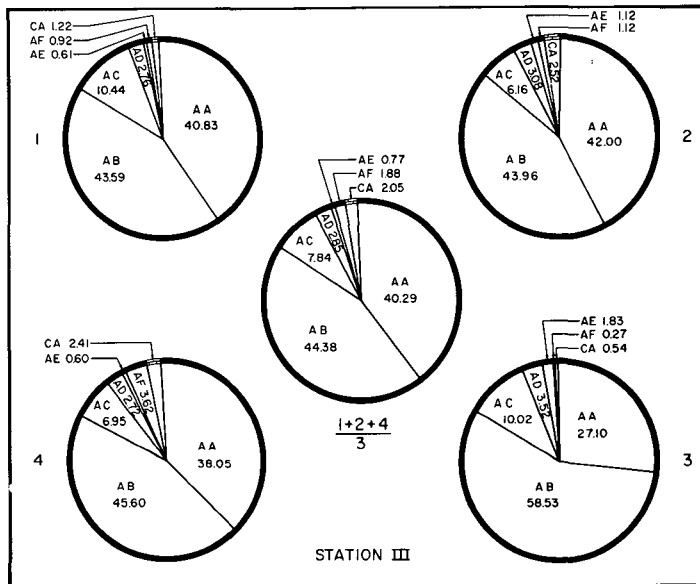 CA 1.22
AF 0.92
AE 0.61
AD 2.76
AC
10.44
AA
40.83
AB
43.59
1
AE 1.12
AF 1.12
CA 2.52
AD 3.08
AC
6.16
AA
42.00
AB
43.96
2
AE 0.77
AF 1.88
CA 2.05
AD 2.85
AC
7.84
AA
40.29
AB
44.38
1+2+4
3
CA 2.41
AE 0.60
AF 3.62
AD 2.72
AC
6.95
AA
38.05
AB
45.60
4
AE 1.83
AF 0.27
CA 0.54
AD 3.52
AC
10.02
AA
27.10
AB
58.53
3
STATION III